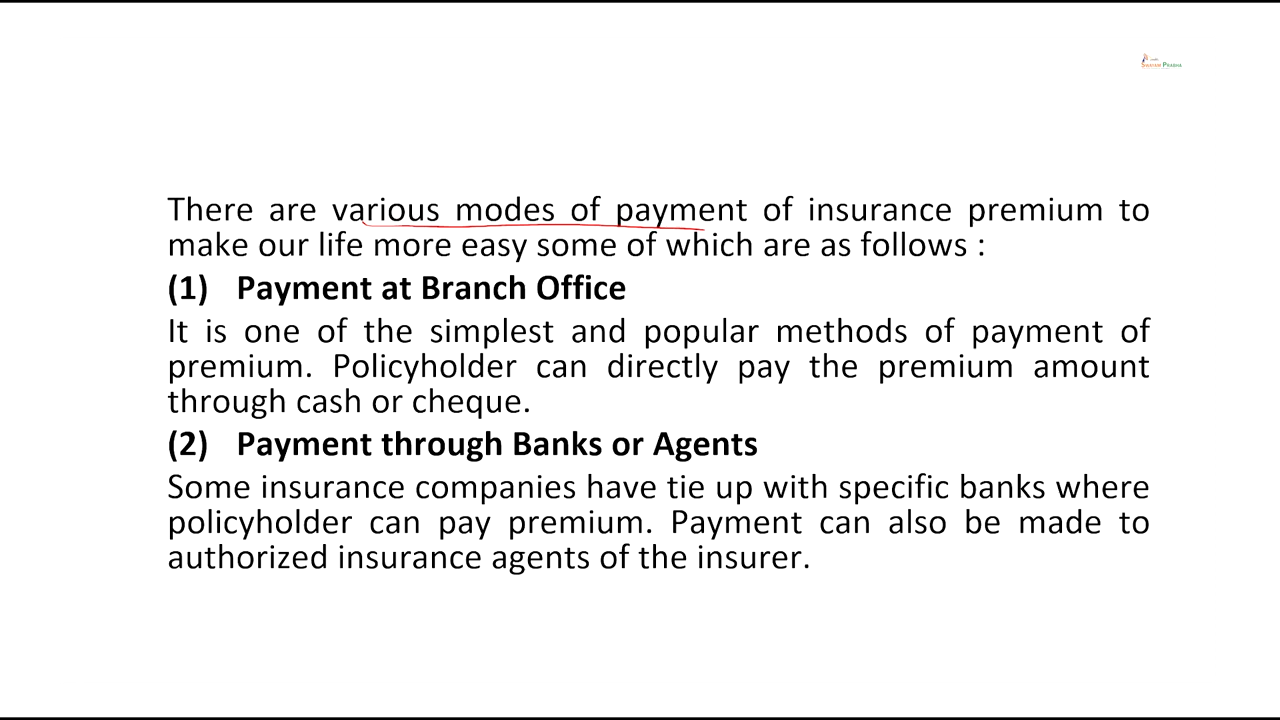 Swayam Prabha
There are various modes of payment of insurance premium to
make our life more easy some of which are as follows :
(1) Payment at Branch Office
It is one of the simplest and popular methods of payment of
premium. Policyholder can directly pay the premium amount
through cash or cheque.
(2) Payment through Banks or Agents
Some insurance companies have tie up with specific banks where
policyholder can pay premium. Payment can also be made to
authorized insurance agents of the insurer.